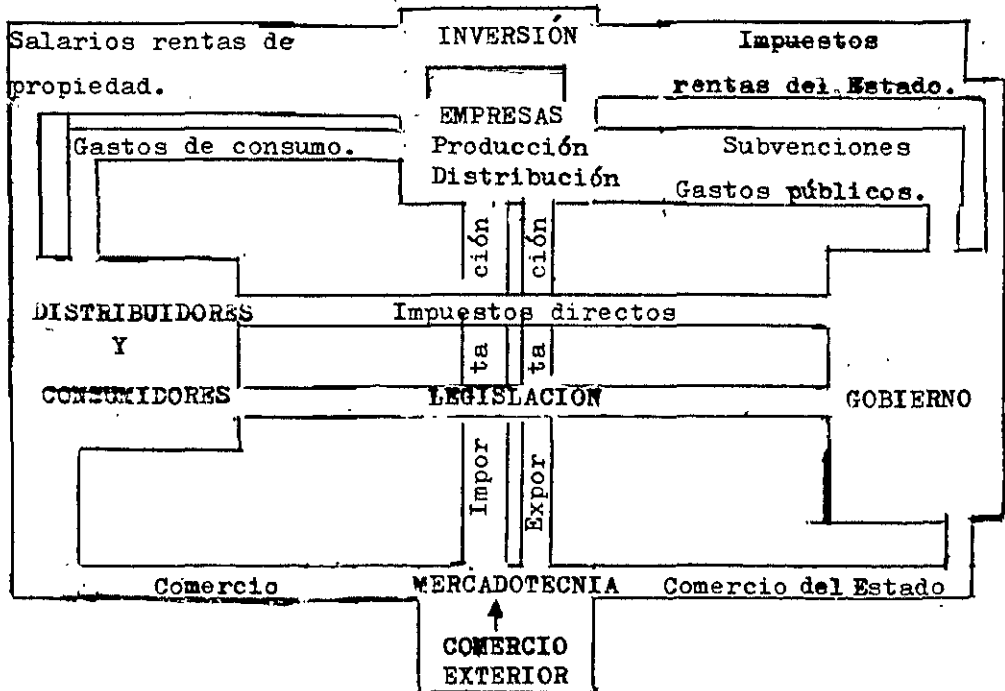 INVERSIÓN
Salarios rentas de
propiedad.
Impuestos
rentas del Estado.
EMPRESAS
Producción
Distribución
Gastos de consumo.
Subvenciones
Gastos públicos.
Impor ta ción
Expor ta ción
DISTRIBUIDORES
Y
CONSUMIDORES
Impuestos directos
LEGISLACIÓN
GOBIERNO
Comercio
MERCADOTECNIA
Comercio del Estado
COMERCIO
EXTERIOR